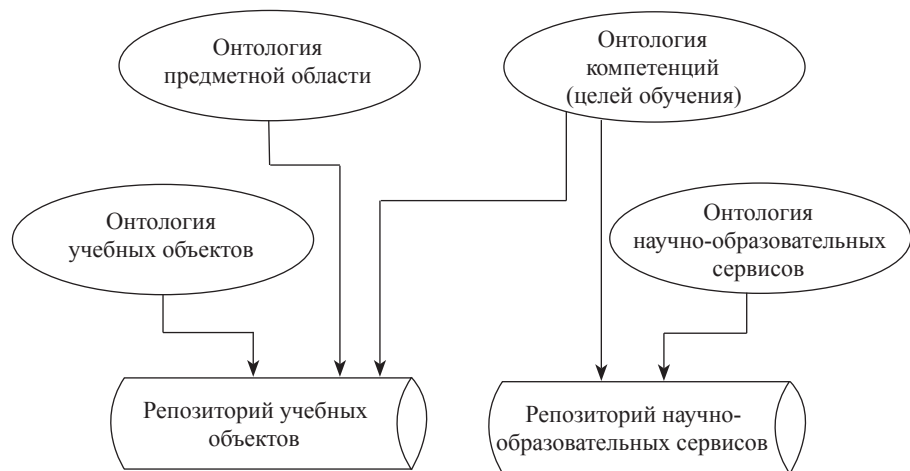 Онтология
предметной области
Онтология
компетенций
(целей обучения)
Онтология
учебных объектов
Онтология
научно-образовательных
сервисов
Репозиторий учебных
объектов
Репозиторий научно-
образовательных сервисов